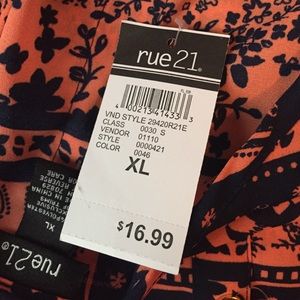 rue21®
4 00213 41433 3
VND STYLE 29420R21E
CLASS 0030 S
VENDOR 01110
STYLE 0000421
COLOR 0046
XL
$16.99
XL
rue21®